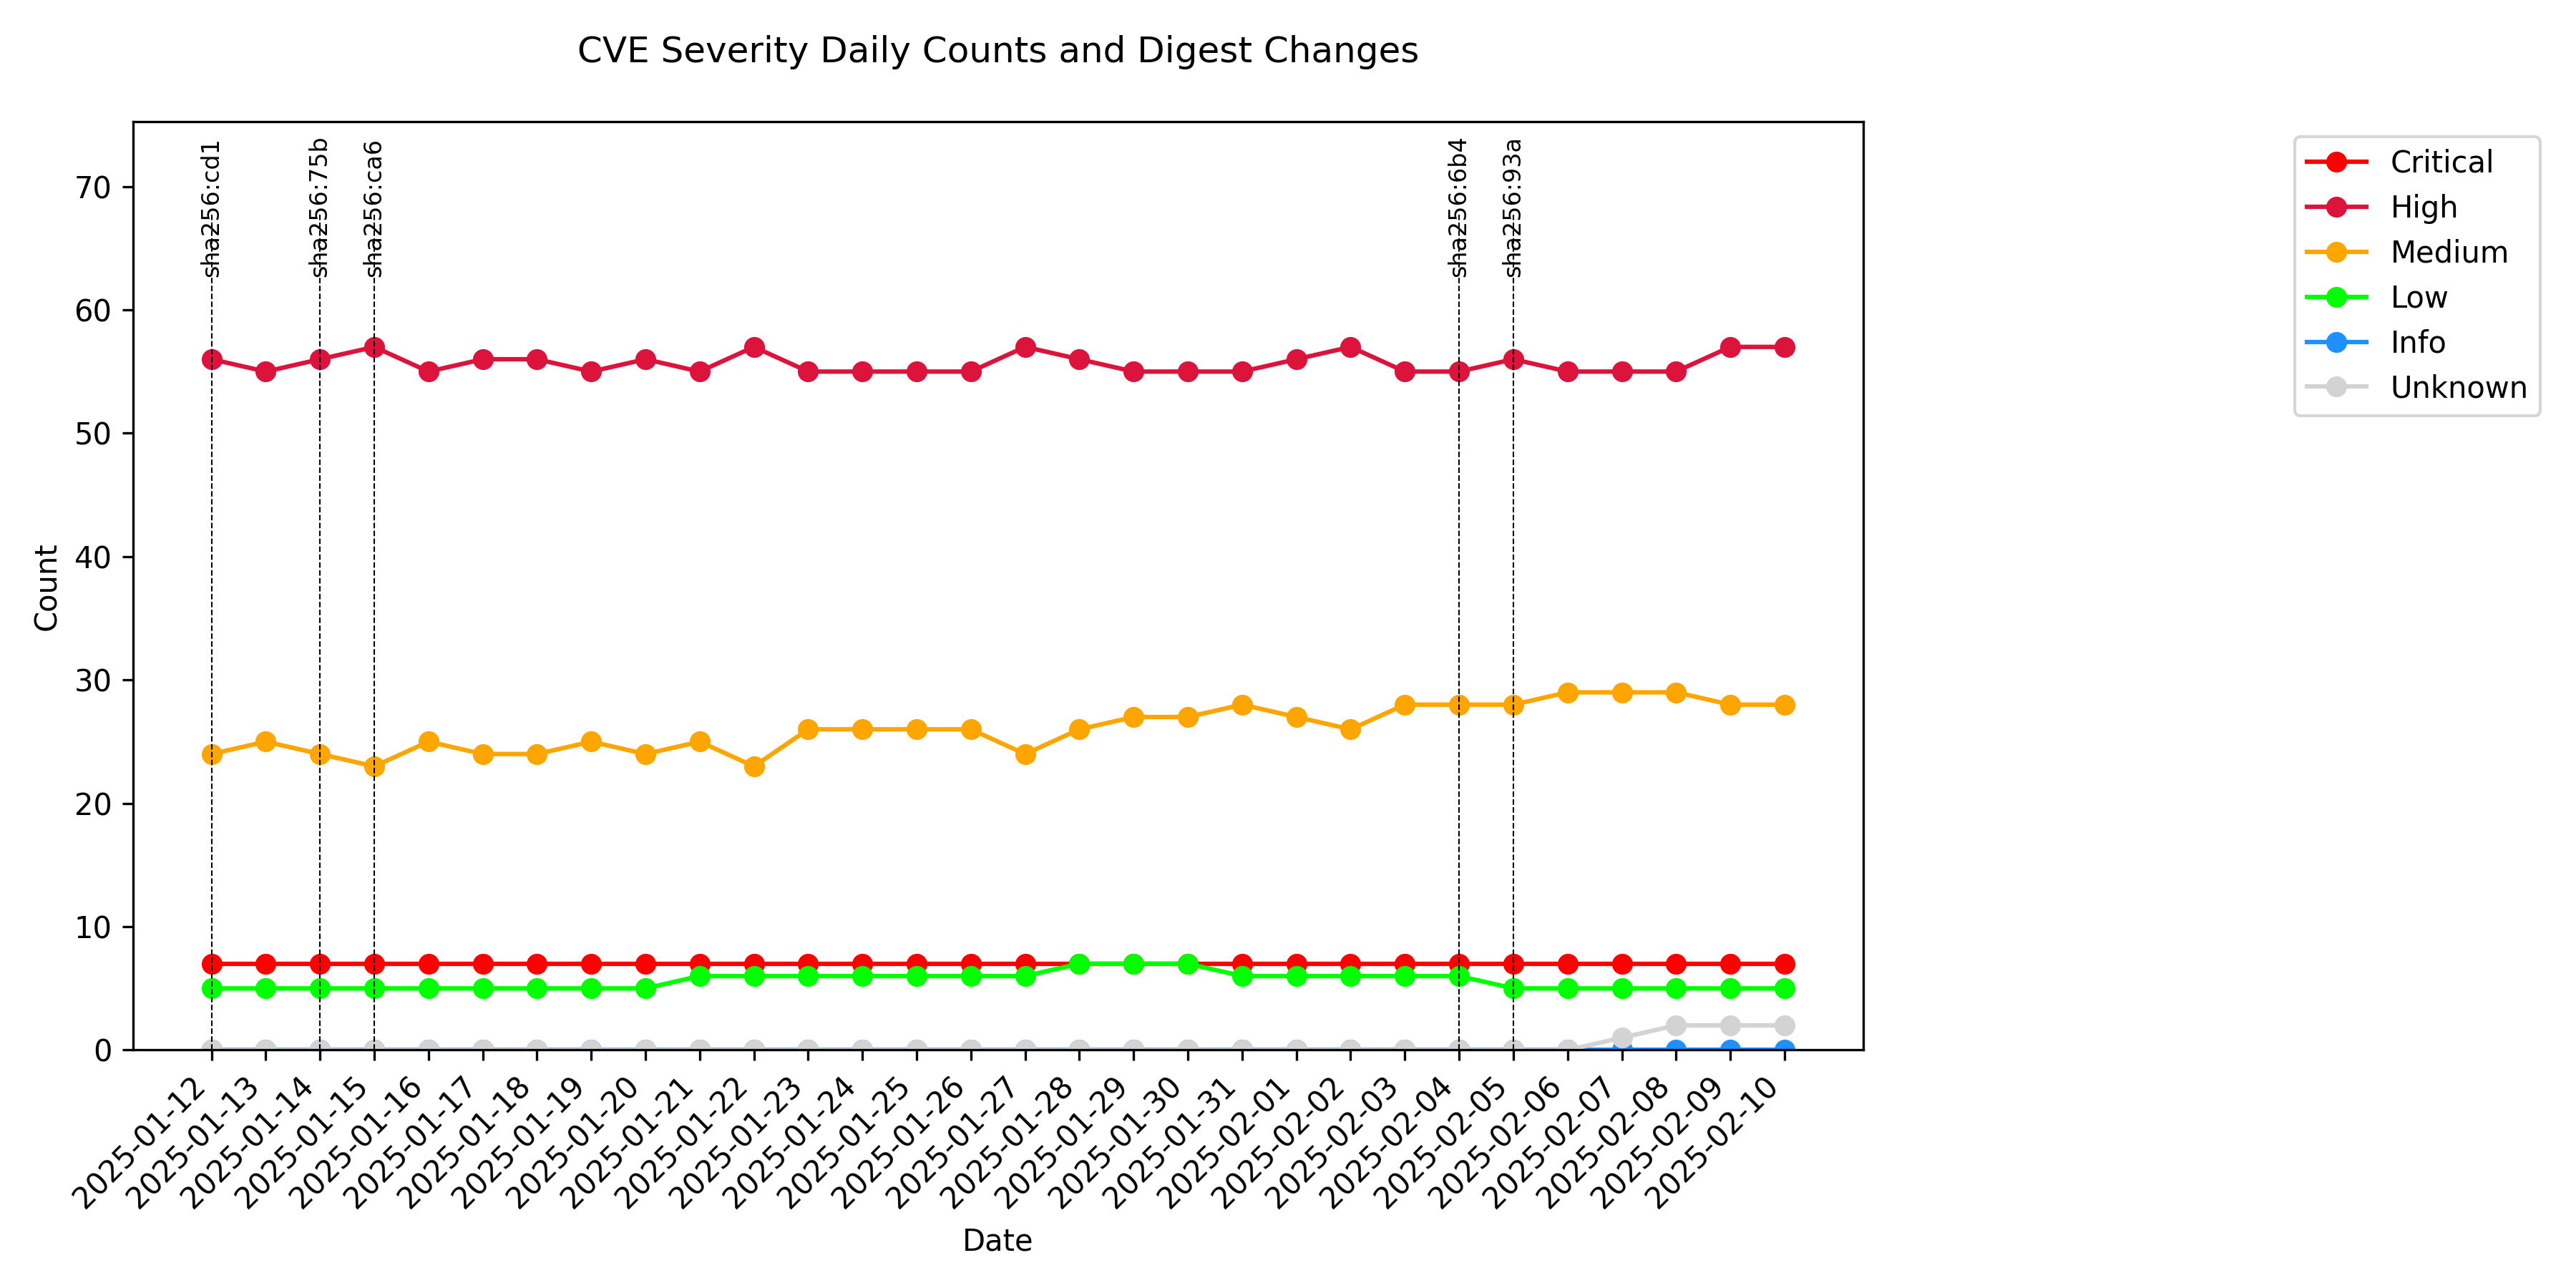 CVE Severity Daily Counts and Digest Changes
sha256:cd1
sha256:75b
sha256:ca6
sha256:6b4
sha256:93a
Critical
High
Medium
Low
Info
Unknown
Count
70
60
50
40
30
20
10
0
2025-01-12
2025-01-13
2025-01-14
2025-01-15
2025-01-16
2025-01-17
2025-01-18
2025-01-19
2025-01-20
2025-01-21
2025-01-22
2025-01-23
2025-01-24
2025-01-25
2025-01-26
2025-01-27
2025-01-28
2025-01-29
2025-01-30
2025-01-31
2025-02-01
2025-02-02
2025-02-03
2025-02-04
2025-02-05
2025-02-06
2025-02-07
2025-02-08
2025-02-09
2025-02-10
Date